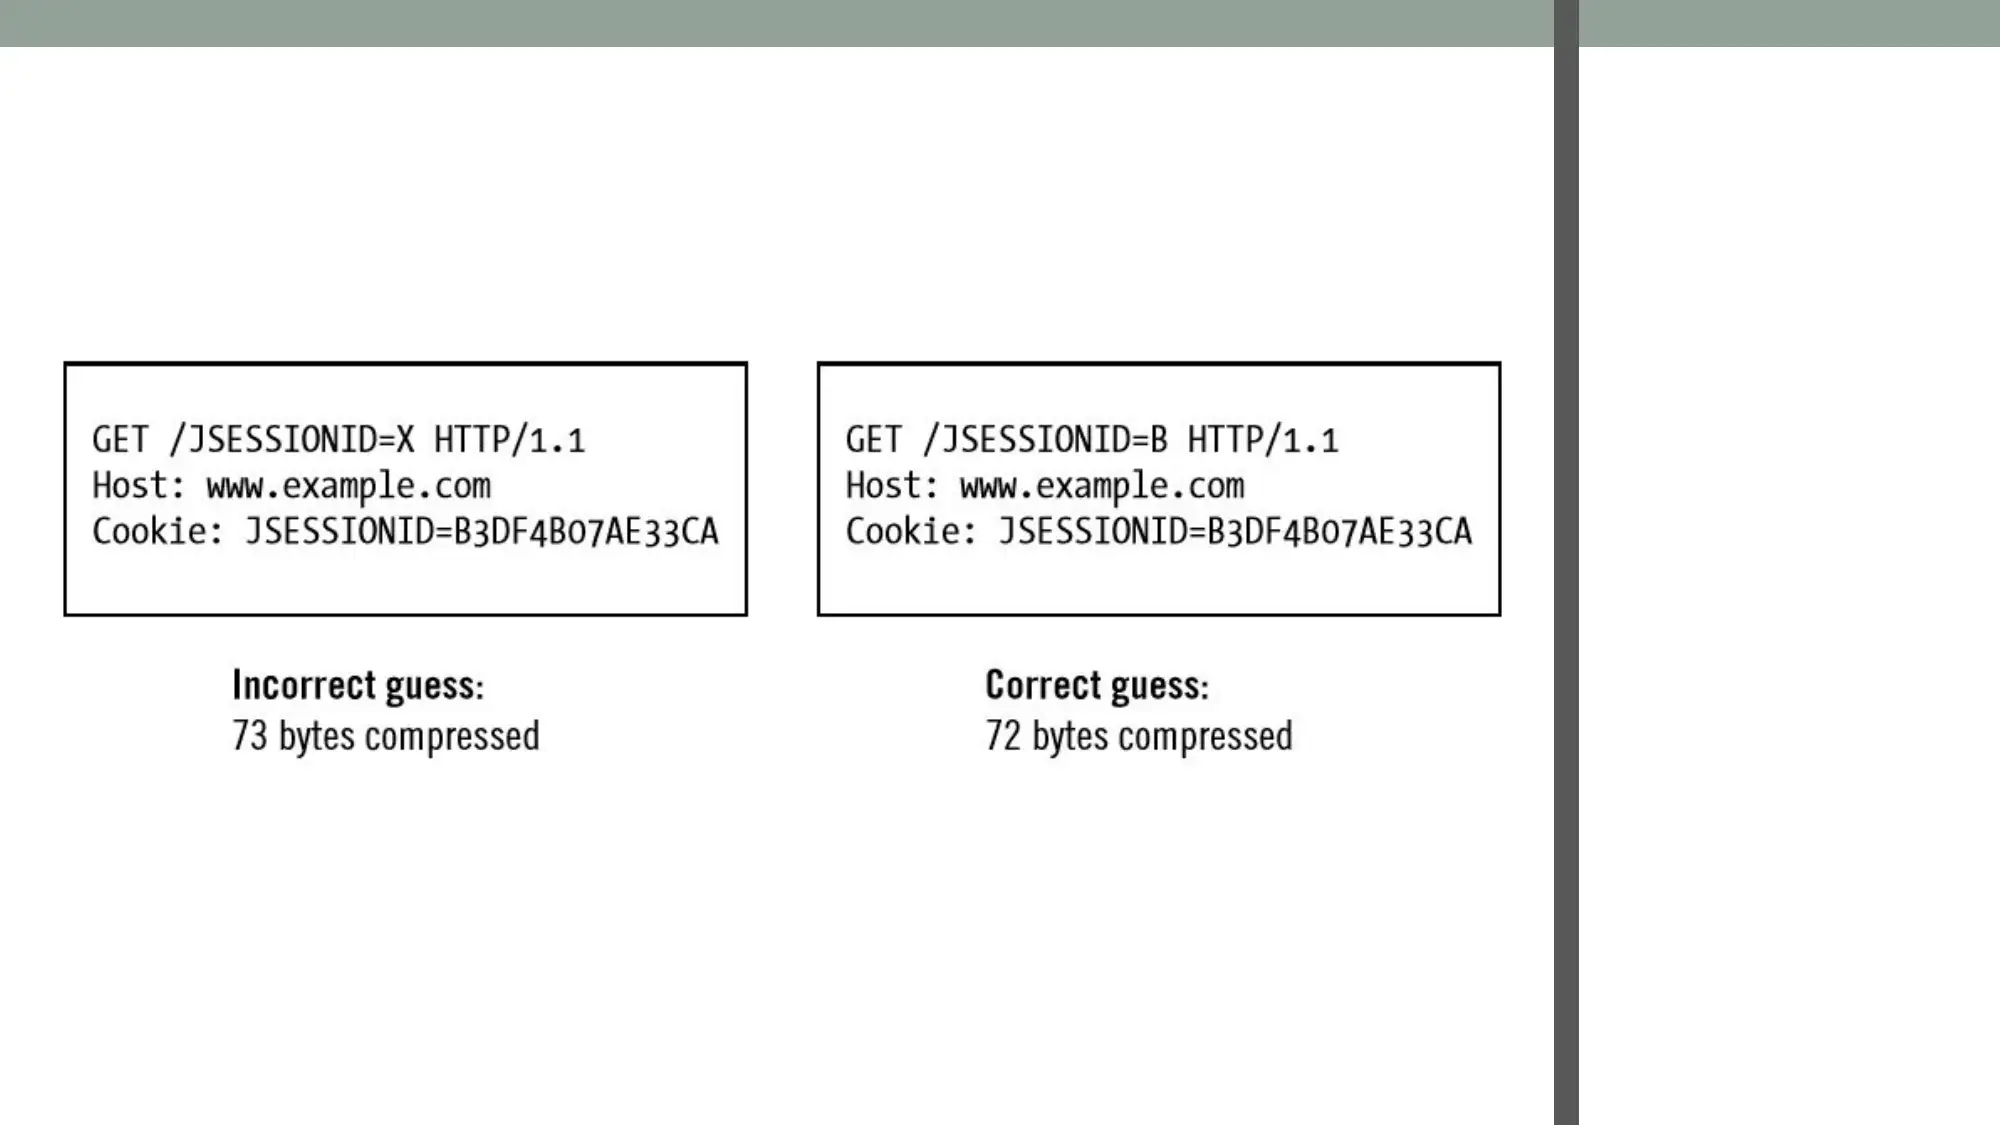 GET /JSESSIONID=X HTTP/1.1
Host: www.example.com
Cookie: JSESSIONID=B3DF4B07AE33CA
Incorrect guess:
73 bytes compressed
GET /JSESSIONID=B HTTP/1.1
Host: www.example.com
Cookie: JSESSIONID=B3DF4B07AE33CA
Correct guess:
72 bytes compressed